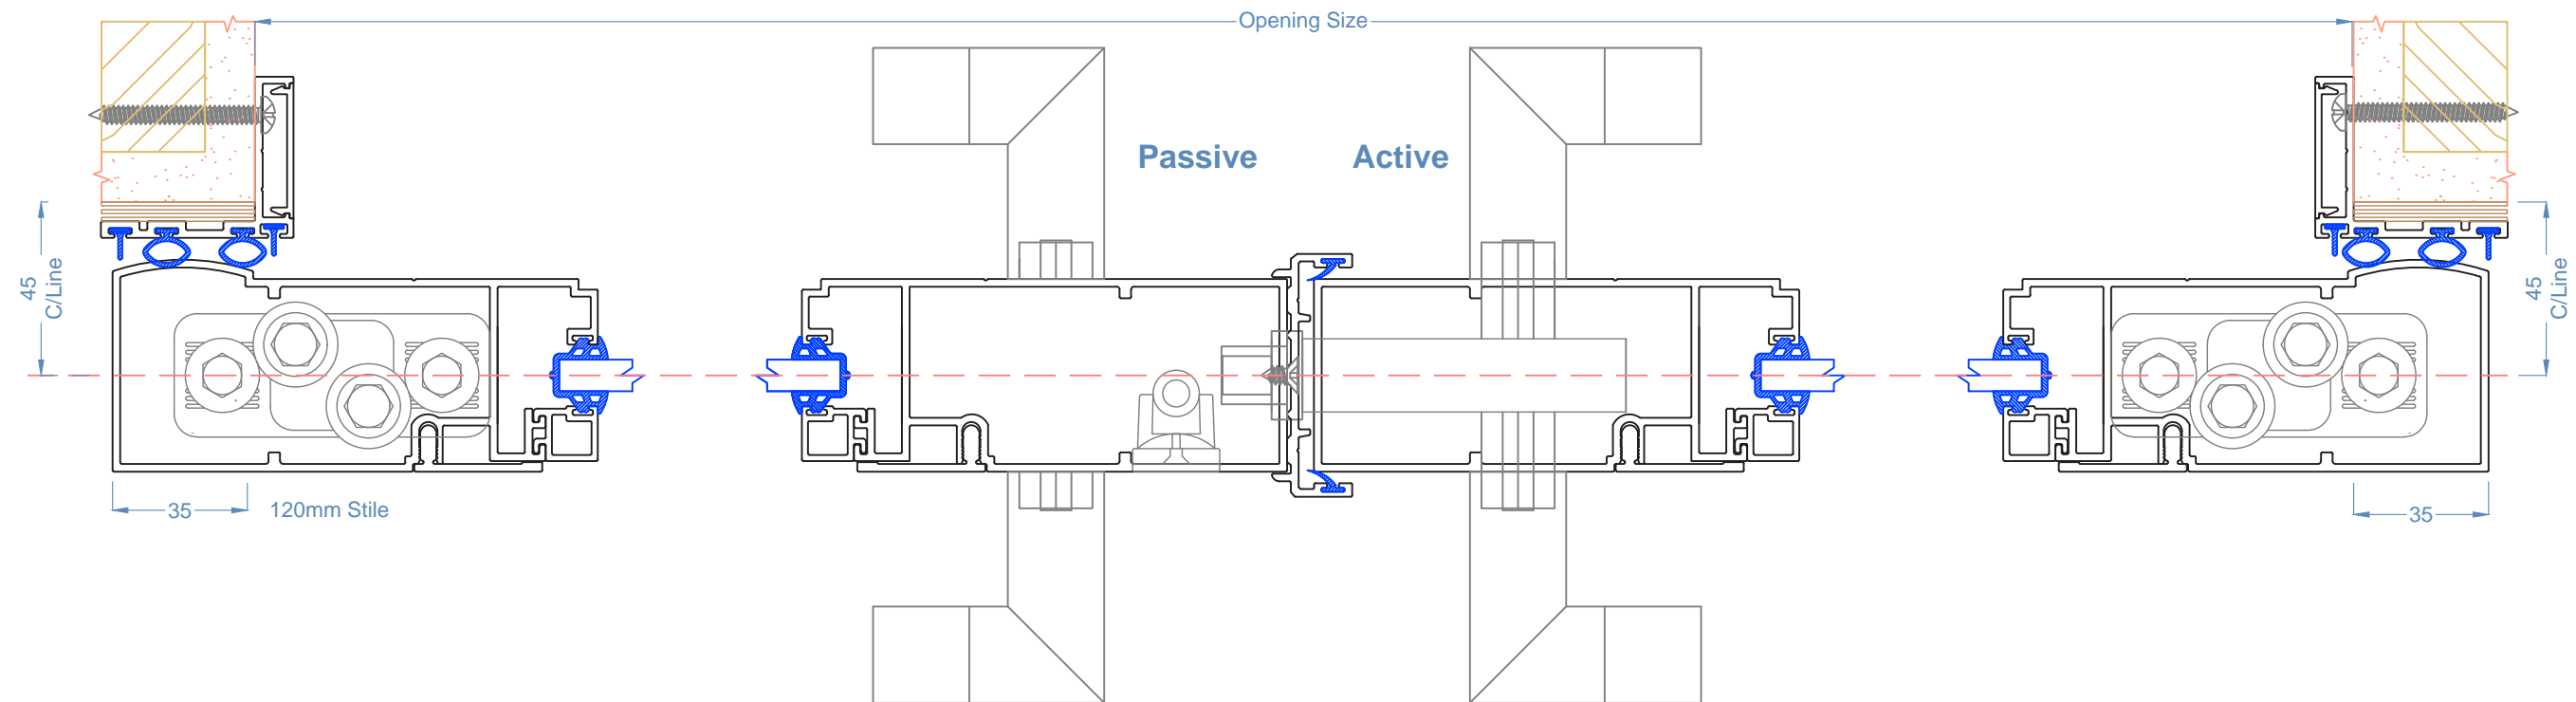 Opening Size
Passive
Active
45
C/Line
45
C/Line
35
120mm Stile
35